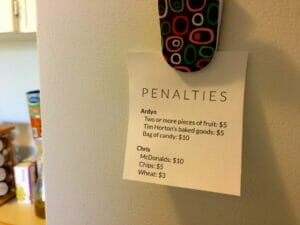 PENALTIES
Ardyn
Two or more pieces of fruit: $5
Tim Horton's baked goods: $5
Bag of candy: $10
Chris
McDonalds: $10
Chips: $5
Wheat: $3